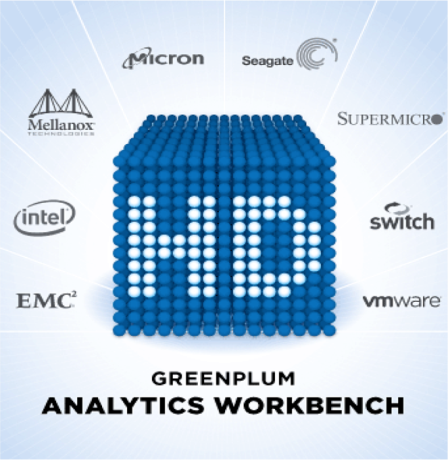 Micron
Seagate
Mellanox
TECHNOLOGIES
SUPERMICRO
intel
switch
EMC²
vmware
HD
GREENPLUM
ANALYTICS WORKBENCH